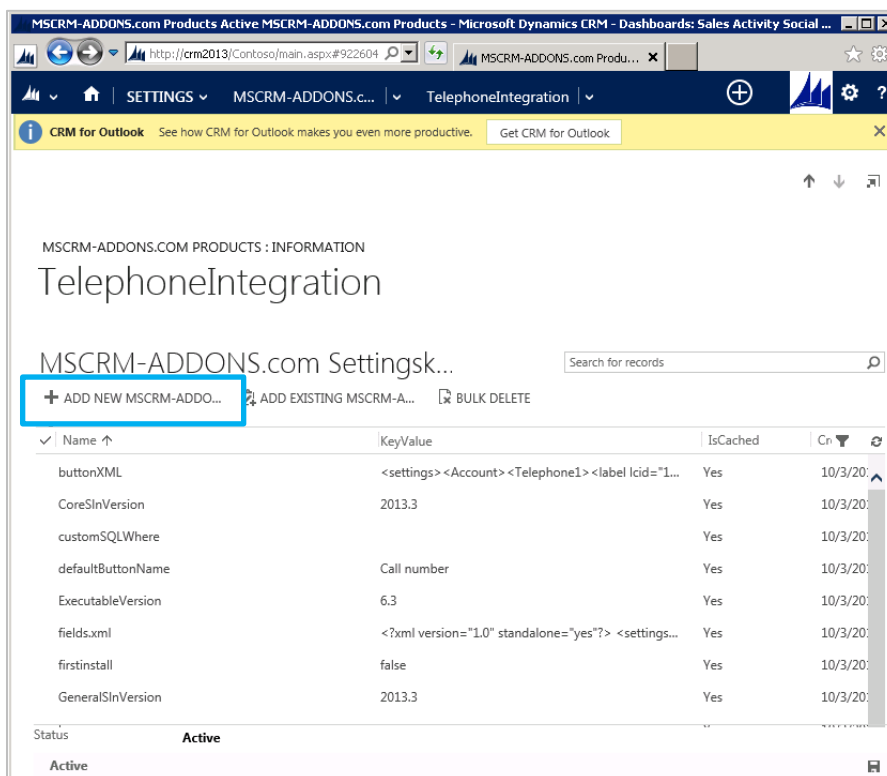 MSCRM-ADDONS.com Products Active MSCRM-ADDONS.com Products - Microsoft Dynamics CRM - Dashboards: Sales Activity Social ...
http://crm2013/Contoso/main.aspx#922604 MSCRM-ADDONS.com Produ...
SETTINGS MSCRM-ADDONS.c... TelephoneIntegration ?
CRM for Outlook See how CRM for Outlook makes you even more productive. Get CRM for Outlook
MSCRM-ADDONS.COM PRODUCTS : INFORMATION
TelephoneIntegration
MSCRM-ADDONS.com Settingsk... Search for records
ADD NEW MSCRM-ADDO... ADD EXISTING MSCRM-A... BULK DELETE
Name KeyValue IsCached
buttonXML <settings><Account><Telephone1><label lcid="1... Yes 10/3/20
CoreSInVersion 2013.3 Yes 10/3/20
customSQLWhere Yes 10/3/20
defaultButtonName Call number Yes 10/3/20
ExecutableVersion 6.3 Yes 10/3/20
fields.xml <?xml version="1.0" standalone="yes"?> <settings... Yes 10/3/20
firstinstall false Yes 10/3/20
GeneralSInVersion 2013.3 Yes 10/3/20
Status Active
Active